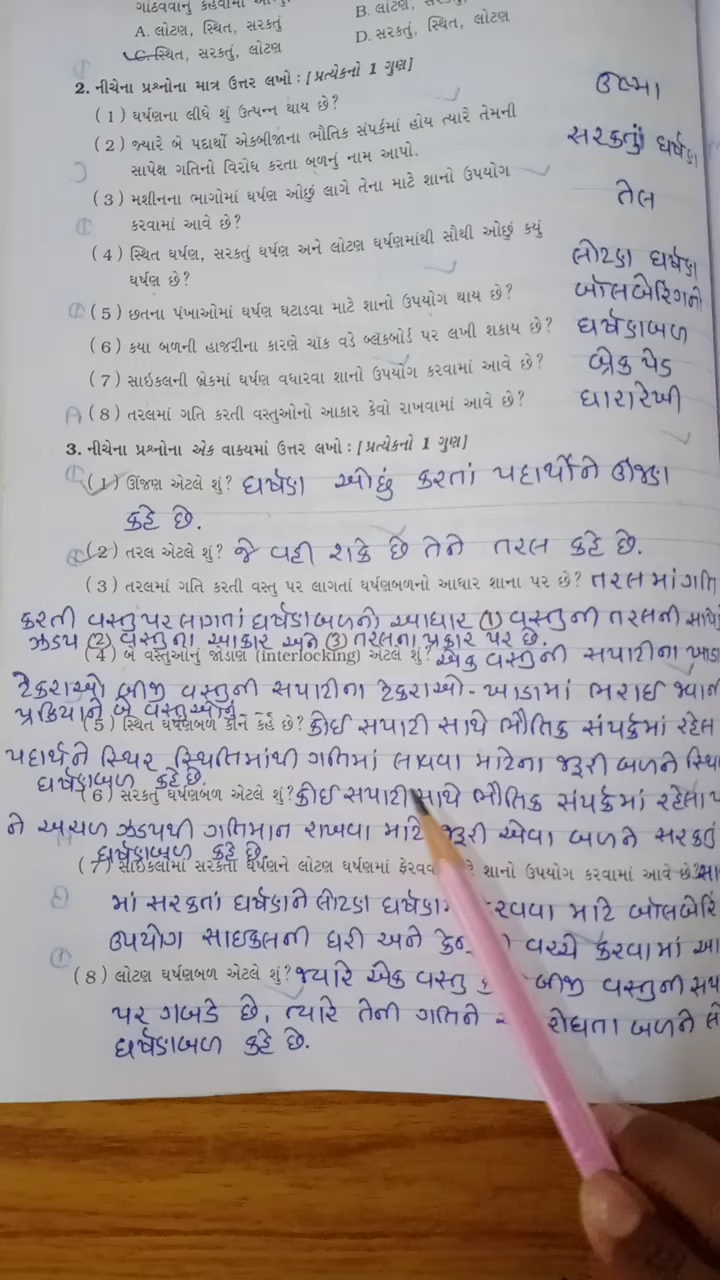 ગોઠવવાનું કહેવામાં
A. લોટણ, સ્થિત, સરકતું
B. લોટણ,
C. સ્થિત, સરકતું, લોટણ
D. સરકતું, સ્થિત, લોટણ
2. નીચેના પ્રશ્નોના માત્ર ઉત્તર લખો : [પ્રત્યેકનો 1 ગુણ]
(1) ઘર્ષણના લીધે શું ઉત્પન્ન થાય છે? ઉષ્મા
(2) જ્યારે બે પદાર્થો એકબીજાના ભૌતિક સંપર્કમાં હોય ત્યારે તેમની
સાપેક્ષ ગતિનો વિરોધ કરતા બળનું નામ આપો. સરકતું ઘર્ષણ
(3) મશીનના ભાગોમાં ઘર્ષણ ઓછું લાગે તેના માટે શાનો ઉપયોગ
કરવામાં આવે છે? તેલ
(4) સ્થિત ઘર્ષણ, સરકતું ઘર્ષણ અને લોટણ ઘર્ષણમાંથી સૌથી ઓછું કયું
ઘર્ષણ છે? લોટણ ઘર્ષણ
(5) છતના પંખાઓમાં ઘર્ષણ ઘટાડવા માટે શાનો ઉપયોગ થાય છે? બૉલબેરિંગનો
(6) કયા બળની હાજરીના કારણે ચૉક વડે બ્લૅકબોર્ડ પર લખી શકાય છે? ઘર્ષણબળ
(7) સાઇકલની બ્રેકમાં ઘર્ષણ વધારવા શાનો ઉપયોગ કરવામાં આવે છે? બ્રેક પેડ
(8) તરલમાં ગતિ કરતી વસ્તુઓનો આકાર કેવો રાખવામાં આવે છે? ધારારેખી
3. નીચેના પ્રશ્નોના એક વાક્યમાં ઉત્તર લખો : [પ્રત્યેકનો 1 ગુણ]
(1) ઊંજણ એટલે શું? ઘર્ષણ ઓછું કરતાં પદાર્થોને ઊંજણ
કહે છે.
(2) તરલ એટલે શું? જે વહી શકે છે તેને તરલ કહે છે.
(3) તરલમાં ગતિ કરતી વસ્તુ પર લાગતાં ઘર્ષણબળનો આધાર શાના પર છે? તરલમાં ગતિ
કરતી વસ્તુ પર લાગતાં ઘર્ષણબળનો આધાર (1) વસ્તુની તરલની સાપે
ઝડપ (2) વસ્તુના આકાર અને (3) તરલના પ્રકાર પર છે.
(4) બે વસ્તુઓનું જોડાણ (interlocking) એટલે શું? એક વસ્તુની સપાટીના ખાડા
ટેકરાઓ બીજી વસ્તુની સપાટીના ટેકરાઓ - ખાડામાં ભરાઈ જવાની
પ્રક્રિયાને બે વસ્તુઓનું
(5) સ્થિત ઘર્ષણબળ કોને કહે છે? કોઈ સપાટી સાથે ભૌતિક સંપર્કમાં રહેલ
પદાર્થને સ્થિર સ્થિતિમાંથી ગતિમાં લાવવા માટેના જરૂરી બળને સ્થિ
ઘર્ષણબળ કહે છે.
(6) સરકતું ઘર્ષણબળ એટલે શું? કોઈ સપાટી સાથે ભૌતિક સંપર્કમાં રહેલા પ
ને અચળ ઝડપથી ગતિમાન રાખવા માટે જરૂરી એવા બળને સરકતું
ઘર્ષણબળ કહે છે.
(7) સાઇકલમાં સરકતા ઘર્ષણને લોટણ ઘર્ષણમાં ફેરવવા શાનો ઉપયોગ કરવામાં આવે છે? સા
માં સરકતાં ઘર્ષણને લોટણ ઘર્ષણમાં ફેરવવા માટે બૉલબેરિં
ઉપયોગ સાઇકલની ધરી અને વચ્ચે કરવામાં આ
(8) લોટણ ઘર્ષણબળ એટલે શું? જ્યારે એક વસ્તુ બીજી વસ્તુની સપા
પર ગબડે છે, ત્યારે તેની ગતિને બળને લો
ઘર્ષણબળ કહે છે.